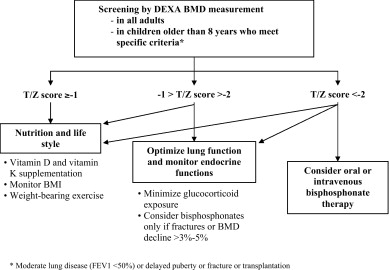 Screening by DEXA BMD measurement
- in all adults
- in children older than 8 years who meet
specific criteria*
T/Z score ≥-1
-1 > T/Z score >-2
T/Z score <-2
Nutrition and life
style
• Vitamin D and vitamin
K supplementation
• Monitor BMI
• Weight-bearing exercise
Optimize lung function
and monitor endocrine
functions
• Minimize glucocorticoid
exposure
• Consider bisphosphonates
only if fractures or BMD
decline >3%-5%
Consider oral or
intravenous
bisphosphonate
therapy
* Moderate lung disease (FEV1 <50%) or delayed puberty or fracture or transplantation